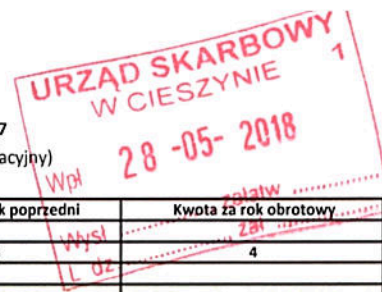 URZĄD SKARBOWY
W CIESZYNIE
1
7
acyjny)
Wpł
28 -05- 2018
załatw
k poprzedni
Kwota za rok obrotowy
Wysł
zał
4
L dz